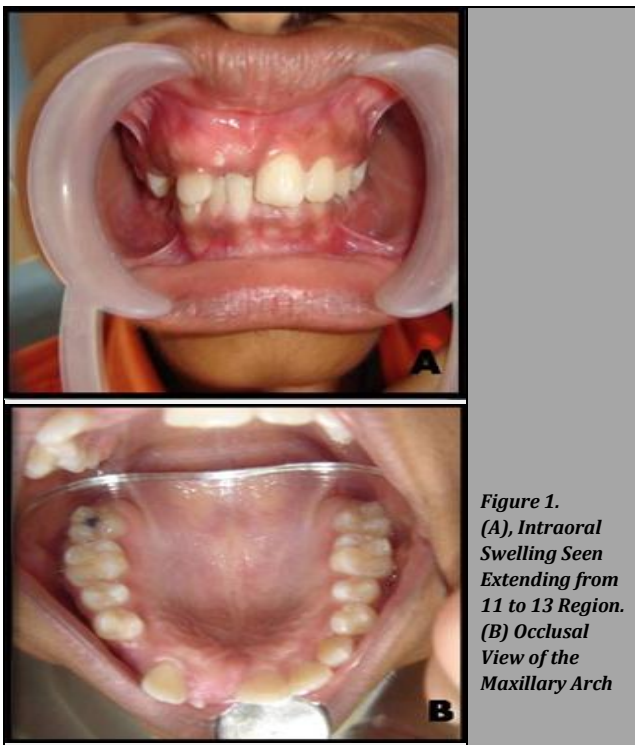 A
B
Figure 1.
(A), Intraoral
Swelling Seen
Extending from
11 to 13 Region.
(B) Occlusal
View of the
Maxillary Arch